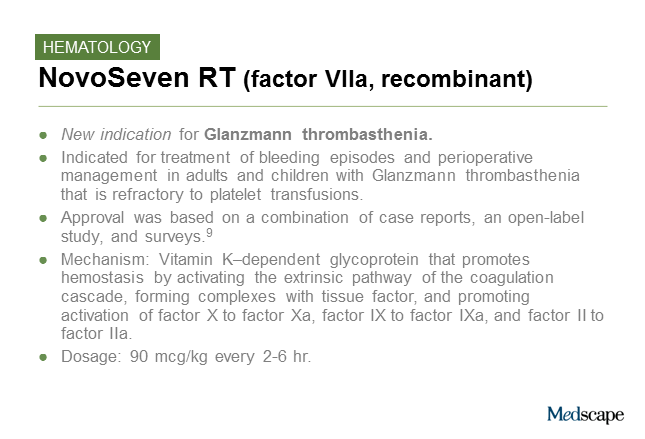 HEMATOLOGY
NovoSeven RT (factor VIIa, recombinant)
● New indication for Glanzmann thrombasthenia.
● Indicated for treatment of bleeding episodes and perioperative
management in adults and children with Glanzmann thrombasthenia
that is refractory to platelet transfusions.
● Approval was based on a combination of case reports, an open-label
study, and surveys.⁹
● Mechanism: Vitamin K–dependent glycoprotein that promotes
hemostasis by activating the extrinsic pathway of the coagulation
cascade, forming complexes with tissue factor, and promoting
activation of factor X to factor Xa, factor IX to factor IXa, and factor II to
factor IIa.
● Dosage: 90 mcg/kg every 2-6 hr.
Medscape